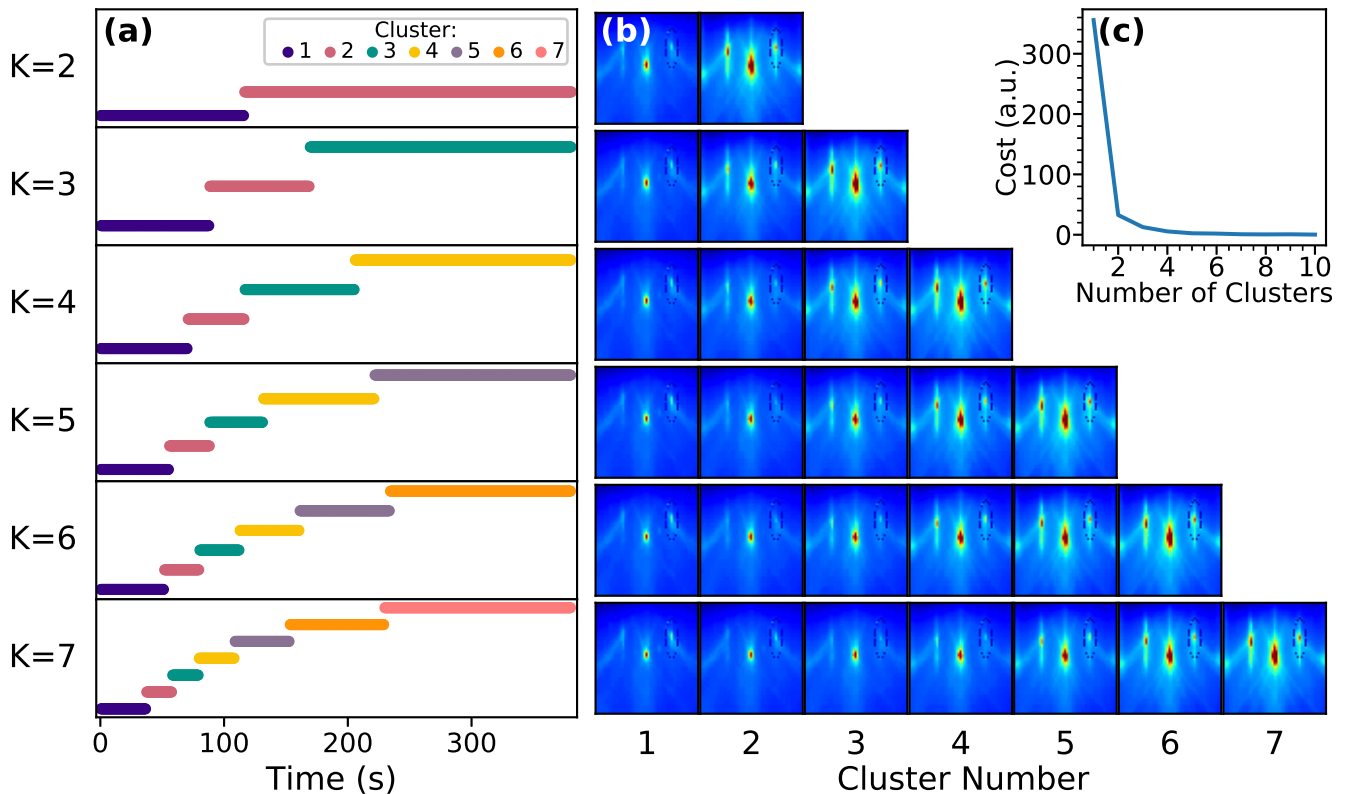 (a)
Cluster:
1 2 3 4 5 6 7
K=2
K=3
K=4
K=5
K=6
K=7
0 100 200 300
Time (s)
(b)
1 2 3 4 5 6 7
Cluster Number
(c)
Cost (a.u.)
300
200
100
0
2 4 6 8 10
Number of Clusters